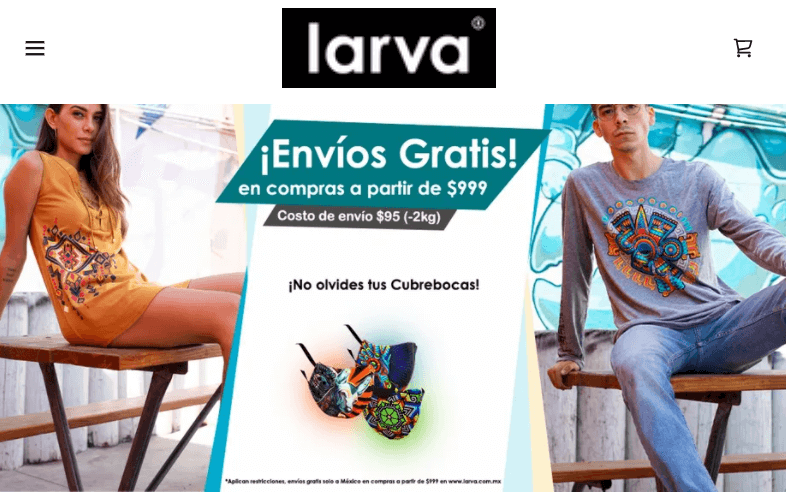 larva
¡Envíos Gratis!
en compras a partir de $999
Costo de envío $95 (-2kg)
¡No olvides tus Cubrebocas!
*Aplican restricciones, envíos gratis solo a México en compras a partir de $999 en www.larva.com.mx